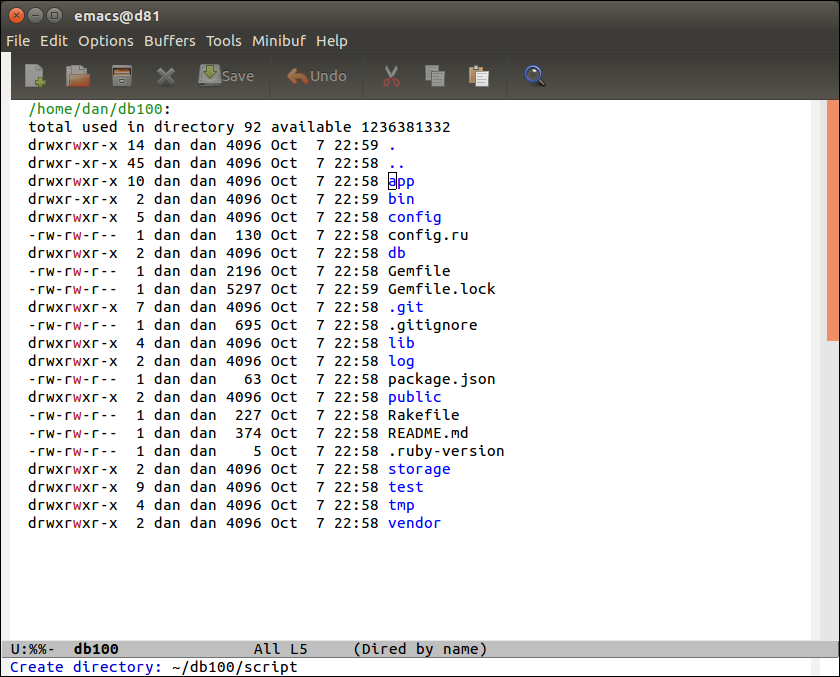 emacs@d81
File Edit Options Buffers Tools Minibuf Help
Save Undo
/home/dan/db100:
total used in directory 92 available 1236381332
drwxrwxr-x 14 dan dan 4096 Oct  7 22:59 .
drwxr-xr-x 45 dan dan 4096 Oct  7 22:58 ..
drwxrwxr-x 10 dan dan 4096 Oct  7 22:58 app
drwxr-xr-x  2 dan dan 4096 Oct  7 22:59 bin
drwxrwxr-x  5 dan dan 4096 Oct  7 22:58 config
-rw-rw-r--  1 dan dan  130 Oct  7 22:58 config.ru
drwxrwxr-x  2 dan dan 4096 Oct  7 22:58 db
-rw-rw-r--  1 dan dan 2196 Oct  7 22:58 Gemfile
-rw-rw-r--  1 dan dan 5297 Oct  7 22:59 Gemfile.lock
drwxrwxr-x  7 dan dan 4096 Oct  7 22:58 .git
-rw-rw-r--  1 dan dan  695 Oct  7 22:58 .gitignore
drwxrwxr-x  4 dan dan 4096 Oct  7 22:58 lib
drwxrwxr-x  2 dan dan 4096 Oct  7 22:58 log
-rw-rw-r--  1 dan dan   63 Oct  7 22:58 package.json
drwxrwxr-x  2 dan dan 4096 Oct  7 22:58 public
-rw-rw-r--  1 dan dan  227 Oct  7 22:58 Rakefile
-rw-rw-r--  1 dan dan  374 Oct  7 22:58 README.md
-rw-rw-r--  1 dan dan    5 Oct  7 22:58 .ruby-version
drwxrwxr-x  2 dan dan 4096 Oct  7 22:58 storage
drwxrwxr-x  9 dan dan 4096 Oct  7 22:58 test
drwxrwxr-x  4 dan dan 4096 Oct  7 22:58 tmp
drwxrwxr-x  2 dan dan 4096 Oct  7 22:58 vendor
U:%%-  db100               All L5     (Dired by name)
Create directory: ~/db100/script